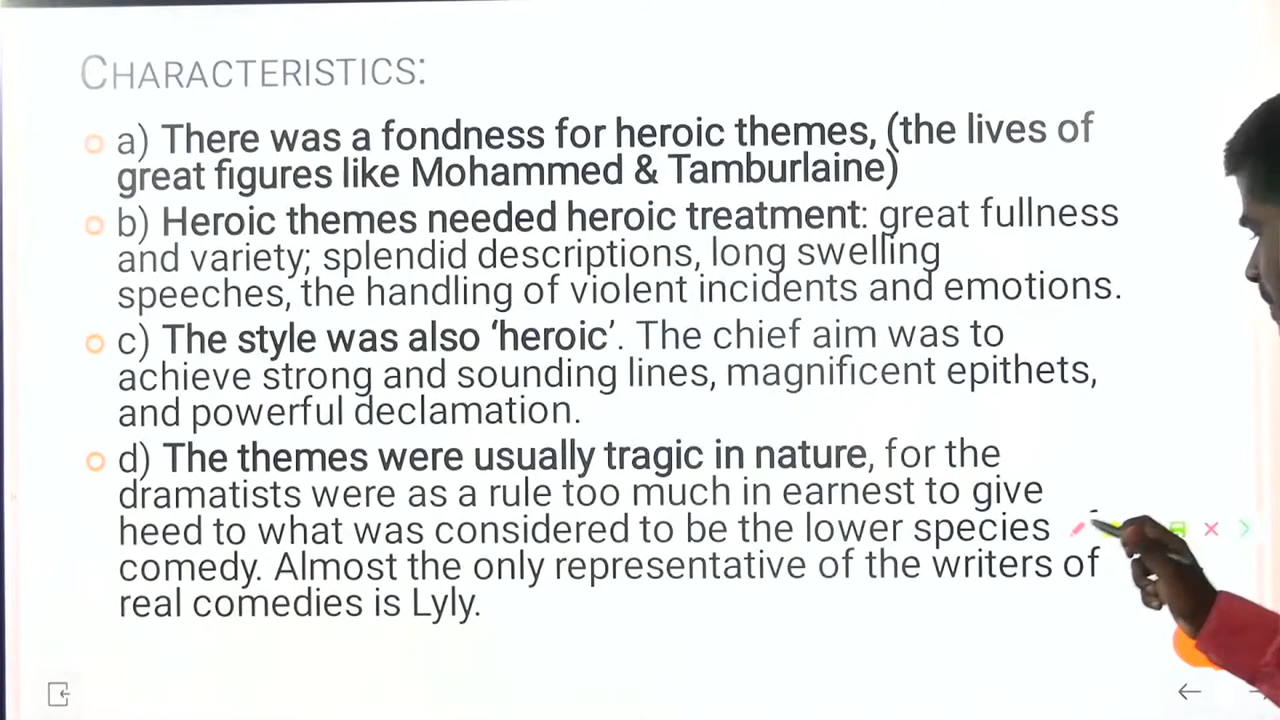 CHARACTERISTICS:
a) There was a fondness for heroic themes, (the lives of
great figures like Mohammed & Tamburlaine)
b) Heroic themes needed heroic treatment: great fullness
and variety; splendid descriptions, long swelling
speeches, the handling of violent incidents and emotions.
c) The style was also ‘heroic’. The chief aim was to
achieve strong and sounding lines, magnificent epithets,
and powerful declamation.
d) The themes were usually tragic in nature, for the
dramatists were as a rule too much in earnest to give
heed to what was considered to be the lower species
comedy. Almost the only representative of the writers of
real comedies is Lyly.